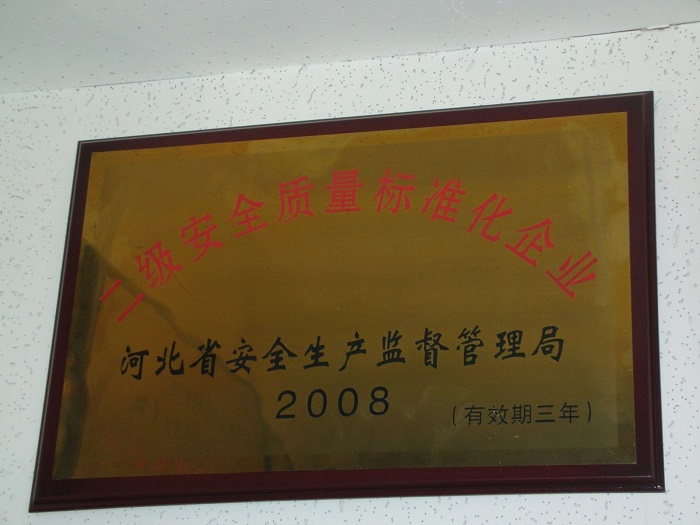 二级安全质量标准化企业
河北省安全生产监督管理局
2008
(有效期三年)